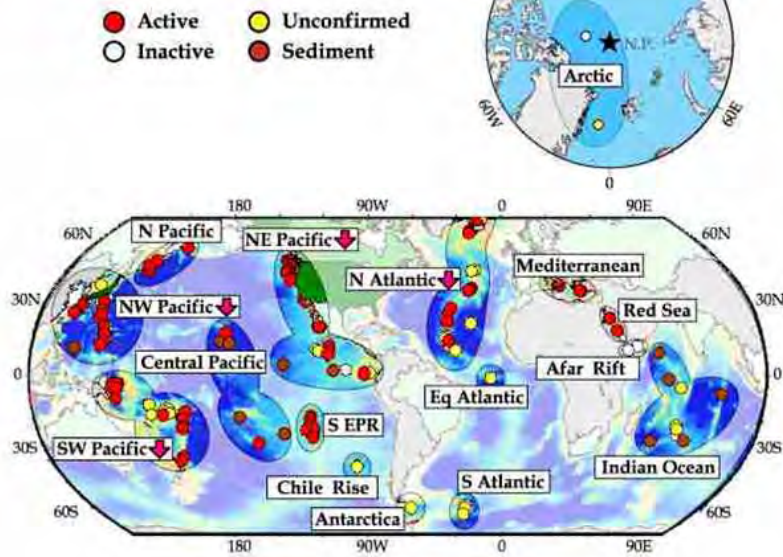 Active
Unconfirmed
Inactive
Sediment
N.P.
Arctic
60W
60E
0
180
90W
0
90E
60N
N Pacific
NE Pacific
60N
N Atlantic
Mediterranean
30N
NW Pacific
Red Sea
30N
Central Pacific
Afar Rift
0
Eq Atlantic
0
SW Pacific
S EPR
30S
Chile Rise
S Atlantic
Indian Ocean
30S
Antarctica
60S
60S
180
90W
0
90E